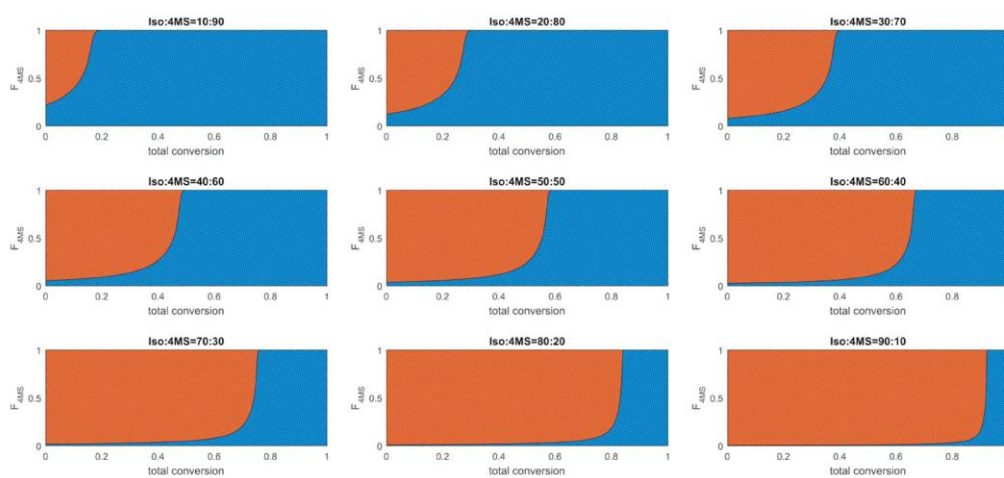 Iso:4MS=10:90
F 4MS
1
0.5
0
0 0.2 0.4 0.6 0.8 1
total conversion
Iso:4MS=20:80
F 4MS
1
0.5
0
0 0.2 0.4 0.6 0.8 1
total conversion
Iso:4MS=30:70
F 4MS
1
0.5
0
0 0.2 0.4 0.6 0.8
total conversion
Iso:4MS=40:60
F 4MS
1
0.5
0
0 0.2 0.4 0.6 0.8 1
total conversion
Iso:4MS=50:50
F 4MS
1
0.5
0
0 0.2 0.4 0.6 0.8 1
total conversion
Iso:4MS=60:40
F 4MS
1
0.5
0
0 0.2 0.4 0.6 0.8
total conversion
Iso:4MS=70:30
F 4MS
1
0.5
0
0 0.2 0.4 0.6 0.8 1
total conversion
Iso:4MS=80:20
F 4MS
1
0.5
0
0 0.2 0.4 0.6 0.8 1
total conversion
Iso:4MS=90:10
F 4MS
1
0.5
0
0 0.2 0.4 0.6 0.8
total conversion